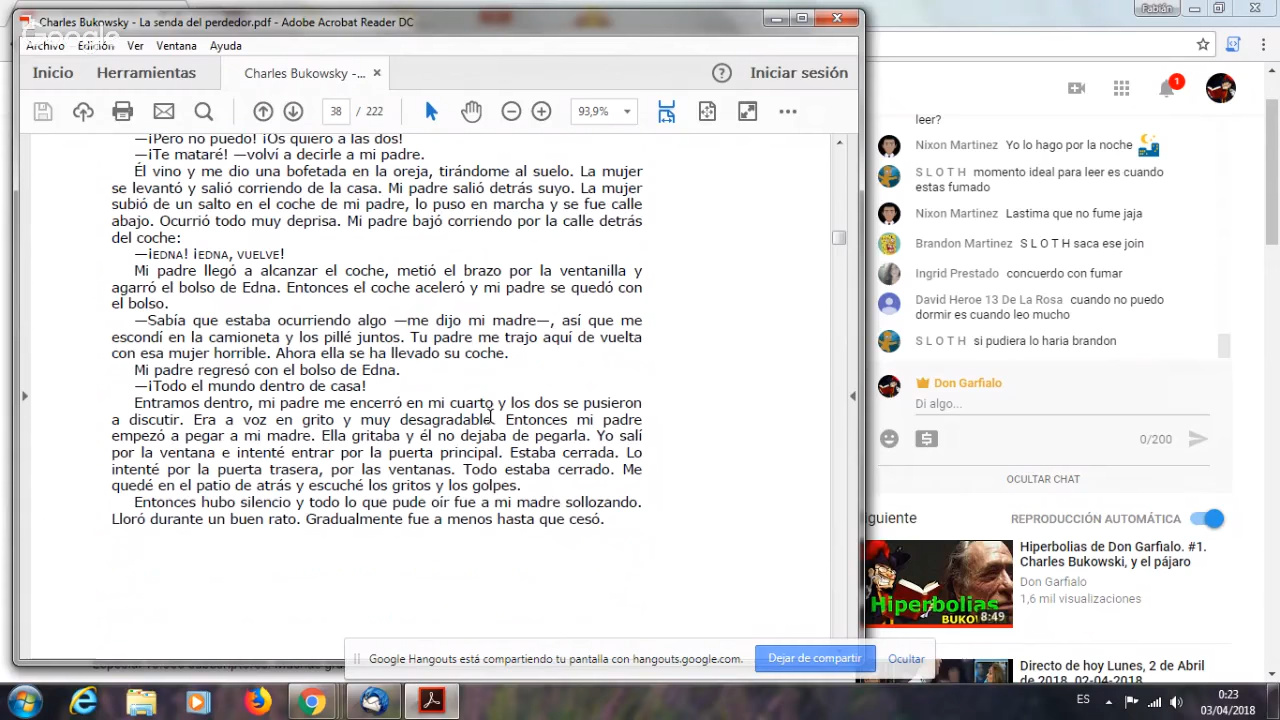 Charles Bukowsky - La senda del perdedor.pdf - Adobe Acrobat Reader DC
Fabián
Google
Archivo Edición Ver Ventana Ayuda
Inicio Herramientas Charles Bukowsky -... × Iniciar sesión
38 / 222 93,9%
1
—¡Pero no puedo! ¡Os quiero a las dos!
—¡Te mataré! —volví a decirle a mi padre.
Él vino y me dio una bofetada en la oreja, tirándome al suelo. La mujer
se levantó y salió corriendo de la casa. Mi padre salió detrás suyo. La mujer
subió de un salto en el coche de mi padre, lo puso en marcha y se fue calle
abajo. Ocurrió todo muy deprisa. Mi padre bajó corriendo por la calle detrás
del coche:
—¡EDNA! ¡EDNA, VUELVE!
Mi padre llegó a alcanzar el coche, metió el brazo por la ventanilla y
agarró el bolso de Edna. Entonces el coche aceleró y mi padre se quedó con
el bolso.
—Sabía que estaba ocurriendo algo —me dijo mi madre—, así que me
escondí en la camioneta y los pillé juntos. Tu padre me trajo aquí de vuelta
con esa mujer horrible. Ahora ella se ha llevado su coche.
Mi padre regresó con el bolso de Edna.
—¡Todo el mundo dentro de casa!
Entramos dentro, mi padre me encerró en mi cuarto y los dos se pusieron
a discutir. Era a voz en grito y muy desagradable. Entonces mi padre
empezó a pegar a mi madre. Ella gritaba y él no dejaba de pegarla. Yo salí
por la ventana e intenté entrar por la puerta principal. Estaba cerrada. Lo
intenté por la puerta trasera, por las ventanas. Todo estaba cerrado. Me
quedé en el patio de atrás y escuché los gritos y los golpes.
Entonces hubo silencio y todo lo que pude oír fue a mi madre sollozando.
Lloró durante un buen rato. Gradualmente fue a menos hasta que cesó.
leer?
Nixon Martinez Yo lo hago por la noche
S L O T H momento ideal para leer es cuando
estas fumado
Nixon Martinez Lastima que no fume jaja
Brandon Martinez S L O T H saca ese join
Ingrid Prestado concuerdo con fumar
David Heroe 13 De La Rosa cuando no puedo
dormir es cuando leo mucho
S L O T H si pudiera lo haria brandon
Don Garfialo
Di algo...
0/200
OCULTAR CHAT
guiente REPRODUCCIÓN AUTOMÁTICA
Hiperbolias
BUKO
8:49
Hiperbolias de Don Garfialo. #1.
Charles Bukowski, y el pájaro
Don Garfialo
1,6 mil visualizaciones
Directo de hoy Lunes, 2 de Abril
de 2018. 02-04-2018
Google Hangouts está compartiendo tu pantalla con hangouts.google.com. Dejar de compartir Ocultar
ES
0:23
03/04/2018